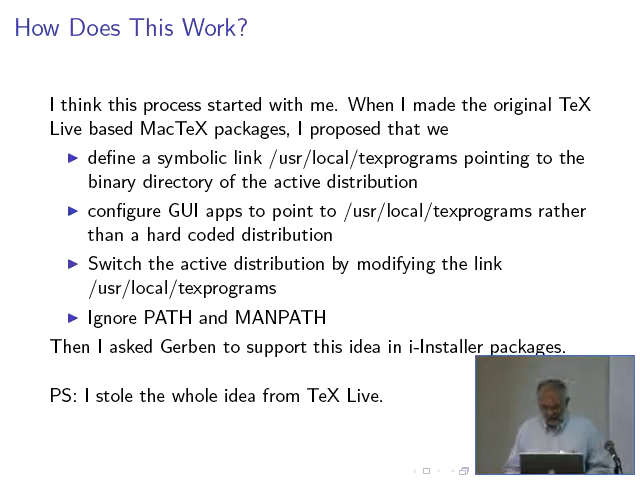 How Does This Work?
I think this process started with me. When I made the original TeX
Live based MacTeX packages, I proposed that we
define a symbolic link /usr/local/texprograms pointing to the
binary directory of the active distribution
configure GUI apps to point to /usr/local/texprograms rather
than a hard coded distribution
Switch the active distribution by modifying the link
/usr/local/texprograms
Ignore PATH and MANPATH
Then I asked Gerben to support this idea in i-Installer packages.
PS: I stole the whole idea from TeX Live.